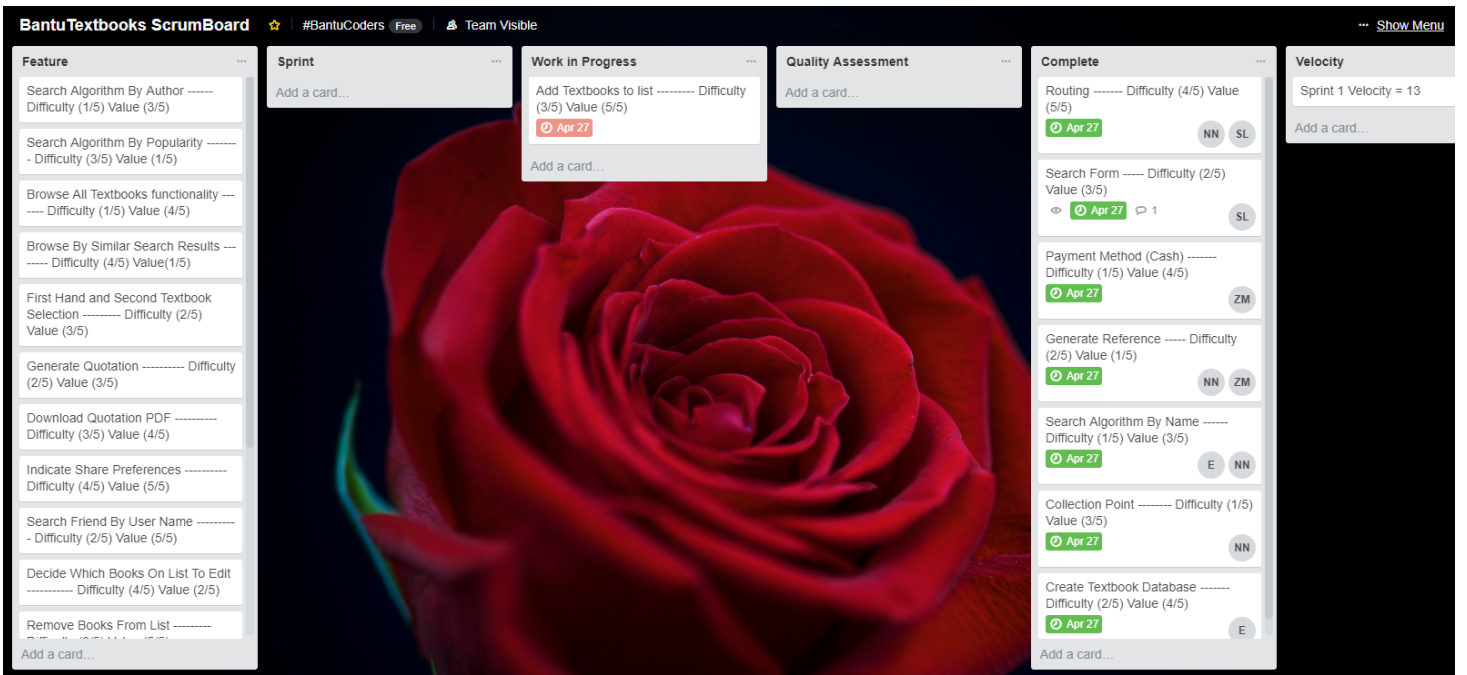 BantuTextbooks ScrumBoard
#BantuCoders Free
Team Visible
··· Show Menu
Feature
Search Algorithm By Author ------
Difficulty (1/5) Value (3/5)
Search Algorithm By Popularity -------
- Difficulty (3/5) Value (1/5)
Browse All Textbooks functionality ---
---- Difficulty (1/5) Value (4/5)
Browse By Similar Search Results ---
----- Difficulty (4/5) Value(1/5)
First Hand and Second Textbook
Selection --------- Difficulty (2/5)
Value (3/5)
Generate Quotation ---------- Difficulty
(2/5) Value (3/5)
Download Quotation PDF ----------
Difficulty (3/5) Value (4/5)
Indicate Share Preferences ----------
Difficulty (4/5) Value (5/5)
Search Friend By User Name ---------
- Difficulty (2/5) Value (5/5)
Decide Which Books On List To Edit
----------- Difficulty (4/5) Value (2/5)
Remove Books From List ---------
Add a card...
Sprint
Add a card...
Work in Progress
Add Textbooks to list --------- Difficulty
(3/5) Value (5/5)
Apr 27
Add a card...
Quality Assessment
Add a card...
Complete
Routing ------- Difficulty (4/5) Value
(5/5)
Apr 27
NN SL
Search Form ----- Difficulty (2/5)
Value (3/5)
Apr 27 1
SL
Payment Method (Cash) -------
Difficulty (1/5) Value (4/5)
Apr 27
ZM
Generate Reference ----- Difficulty
(2/5) Value (1/5)
Apr 27
NN ZM
Search Algorithm By Name ------
Difficulty (1/5) Value (3/5)
Apr 27
E NN
Collection Point -------- Difficulty (1/5)
Value (3/5)
Apr 27
NN
Create Textbook Database -------
Difficulty (2/5) Value (4/5)
Apr 27
E
Add a card...
Velocity
Sprint 1 Velocity = 13
Add a card...